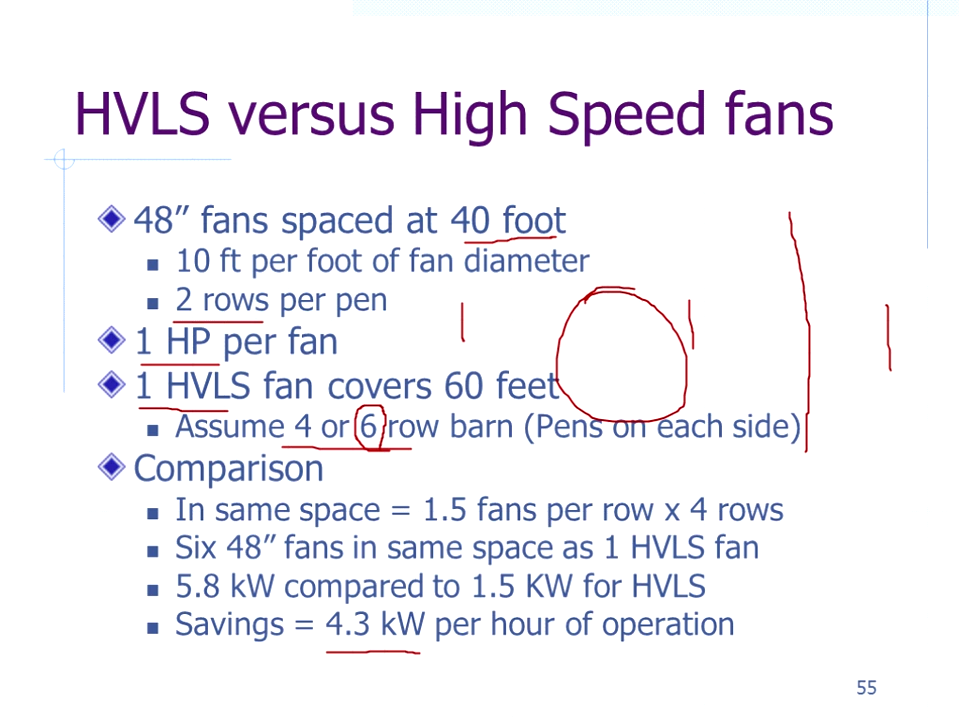 HVLS versus High Speed fans
48” fans spaced at 40 foot
10 ft per foot of fan diameter
2 rows per pen
1 HP per fan
1 HVLS fan covers 60 feet
Assume 4 or 6 row barn (Pens on each side)
Comparison
In same space = 1.5 fans per row x 4 rows
Six 48” fans in same space as 1 HVLS fan
5.8 kW compared to 1.5 KW for HVLS
Savings = 4.3 kW per hour of operation
55